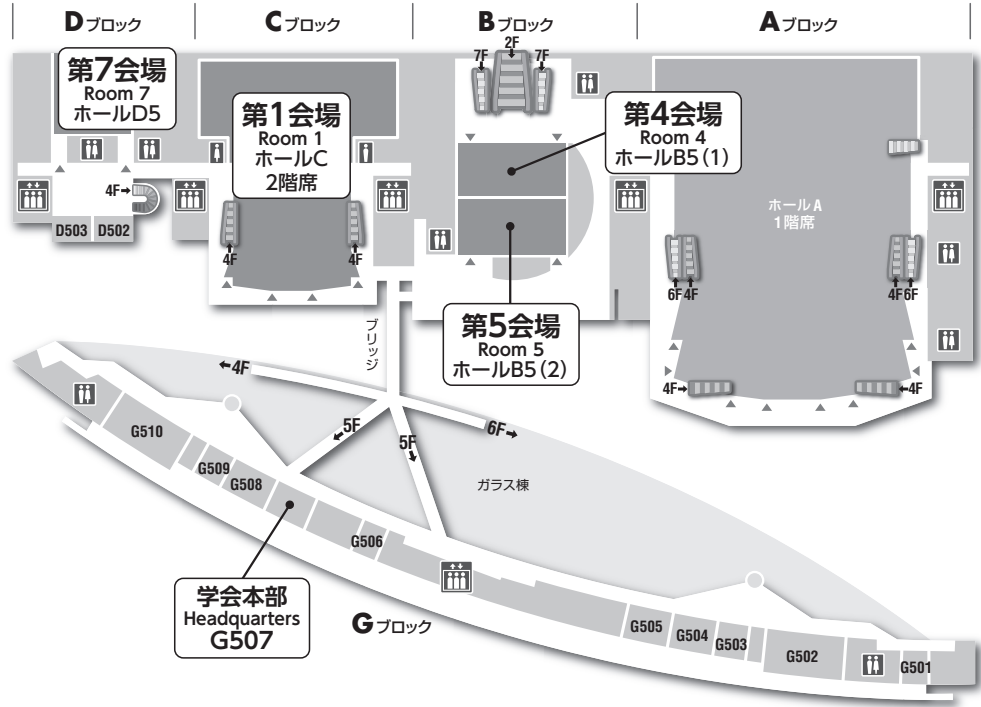 Dブロック
Cブロック
Bブロック
Aブロック
第7会場
Room 7
ホールD5
第1会場
Room 1
ホールC
2階席
7F
2F
7F
第4会場
Room 4
ホールB5(1)
ホールA
1階席
4F
D503
D502
4F
4F
6F
4F
4F
6F
第5会場
Room 5
ホールB5(2)
ブリッジ
4F
4F
4F
5F
5F
6F
ガラス棟
G510
G509
G508
G506
学会本部
Headquarters
G507
Gブロック
G505
G504
G503
G502
G501